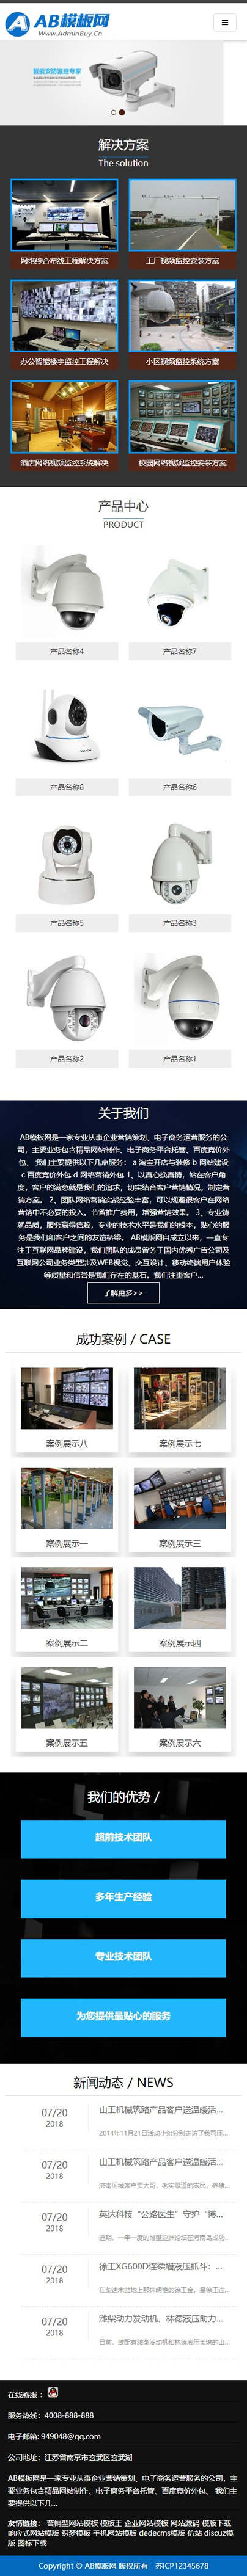 AB模板网
www.AdminBuy.Cn
智能安防监控专家
解决方案
The solution
网络综合布线工程解决方案
工厂视频监控安装方案
办公智能楼宇监控工程解决
小区视频监控系统方案
酒店网络视频监控系统解决
校园网络视频监控安装方案
产品中心
PRODUCT
产品名称4
产品名称7
产品名称8
产品名称6
产品名称5
产品名称3
产品名称2
产品名称1
关于我们
AB模板网是一家专业从事企业营销策划、电子商务运营服务的公
司，主要业务包含精品网站制作、电子商务平台托管、百度竞价外
包、 我们主要提供以下几点服务： a 淘宝开店与装修 b 网站建设
c 百度竞价外包 d 网络营销外包 1、以真心换真情，站在客户角
度，客户的满意就是我们的追求，切实结合客户营销情况，制定营
销方案。 2、团队网络营销实战经验丰富，可以规避很客户在网络
营销中不必要的投入。节省推广费用，增强营销效果。 3、专业铸
就品质，服务赢得信赖，专业的技术水平是我们的根本，贴心的服
务是我们和客户之间的友谊桥梁。 AB模板网自成立以来，一直专
注于互联网品牌建设，我们团队的成员曾务于国内优秀广告公司及
互联网公司业务类型涉及WEB视觉、交互设计、移动终端用户体验
等质量和信营是我们存在的基石。我们注重客户...
了解更多>>
成功案例 / CASE
案例展示八
案例展示七
案例展示一
案例展示三
案例展示二
案例展示四
案例展示五
案例展示六
我们的优势 /
超前技术团队
多年生产经验
专业技术团队
为您提供最贴心的服务
新闻动态 / NEWS
07/20
2018
山工机械筑路产品客户送温暖活...
2014年11月21日活动小组分别走访了我司压...
07/20
2018
山工机械筑路产品客户送温暖活...
济南历城客户贾大哥，老实厚道的农民，养猪...
07/20
2018
英达科技“公路医生”守护“博...
近期，一年一度的博鳌亚洲论坛在海南岛成功...
07/20
2018
徐工XG600D连续墙液压抓斗：...
在柴达木盆地上那林明艳的徐工金，是徐工连...
07/20
2018
潍柴动力发动机、林德液压助力...
日前，装配有潍柴发动机和林德液压系统的山...
在线客服：
服务热线：4008-888-888
电子邮箱: 949048@qq.com
公司地址：江苏省南京市玄武区玄武湖
AB模板网是一家专业从事企业营销策划、电子商务运营服务的公司，主
要业务包含精品网站制作、电子商务平台托管、百度竞价外包、 我们主
要提供以下几...
友情链接： 营销型网站模板 模板王 企业网站模板 网站源码 模版下载
响应式网站模版 织梦模板 手机网站模版 dedecms模版 仿站 discuz模
版 图标下载
Copyright © AB模板网 版权所有 苏ICP12345678